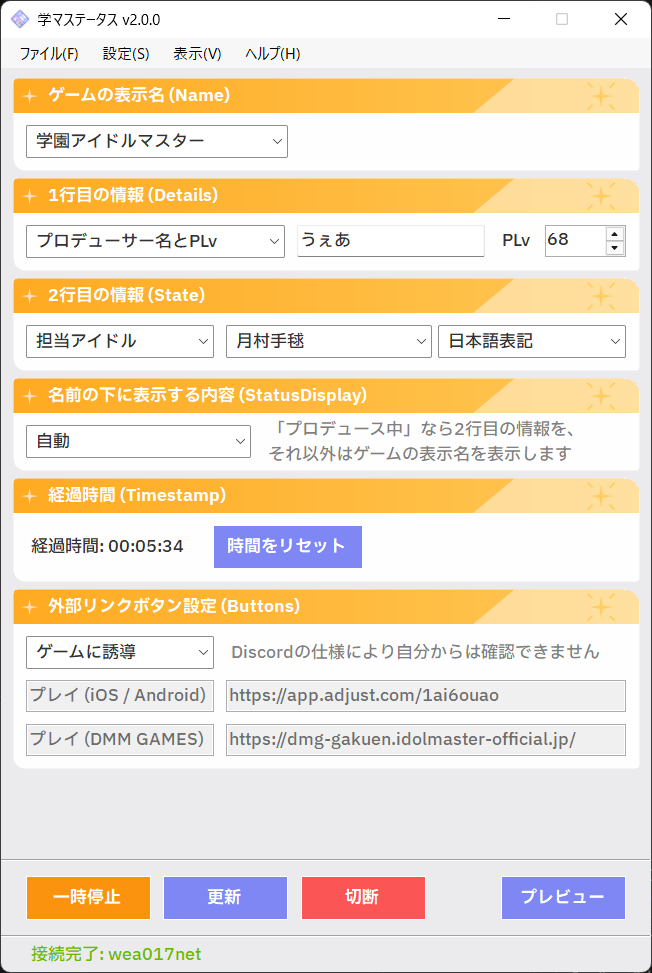 学マステータス v2.0.0
ファイル(F) 設定(S) 表示(V) ヘルプ(H)
ゲームの表示名 (Name)
学園アイドルマスター
1行目の情報 (Details)
プロデューサー名とPLv うぇあ PLv 68
2行目の情報 (State)
担当アイドル 月村手毬 日本語表記
名前の下に表示する内容 (StatusDisplay)
自動
「プロデュース中」なら2行目の情報を、
それ以外はゲームの表示名を表示します
経過時間 (Timestamp)
経過時間: 00:05:34 時間をリセット
外部リンクボタン設定 (Buttons)
ゲームに誘導 Discordの仕様により自分からは確認できません
プレイ (iOS / Android) https://app.adjust.com/1ai6ouao
プレイ (DMM GAMES) https://dmg-gakuen.idolmaster-official.jp/
一時停止 更新 切断 プレビュー
接続完了: wea017net